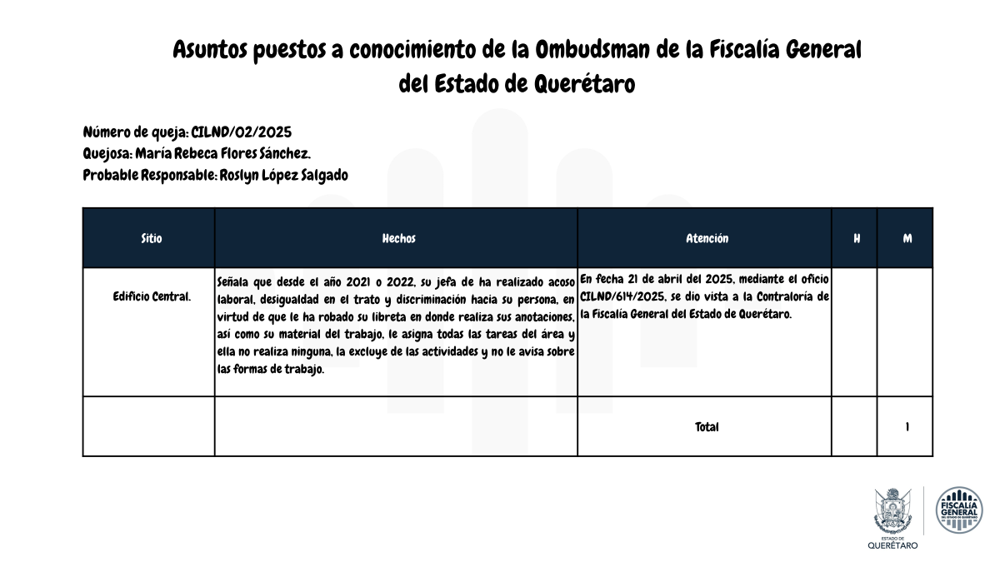 Asuntos puestos a conocimiento de la Ombudsman de la Fiscalía General
del Estado de Querétaro
Número de queja: CILND/02/2025
Quejosa: María Rebeca Flores Sánchez.
Probable Responsable: Roslyn López Salgado
Sitio
Hechos
Atención
H
M
Edificio Central.
Señala que desde el año 2021 o 2022, su jefa de ha realizado acoso
laboral, desigualdad en el trato y discriminación hacia su persona, en
virtud de que le ha robado su libreta en donde realiza sus anotaciones,
así como su material del trabajo, le asigna todas las tareas del área y
ella no realiza ninguna, la excluye de las actividades y no le avisa sobre
las formas de trabajo.
En fecha 21 de abril del 2025, mediante el oficio
CILND/614/2025, se dio vista a la Contraloría de
la Fiscalía General del Estado de Querétaro.
Total
1
ESTADO DE
QUERÉTARO
FISCALÍA
GENERAL
DEL ESTADO DE QUERÉTARO